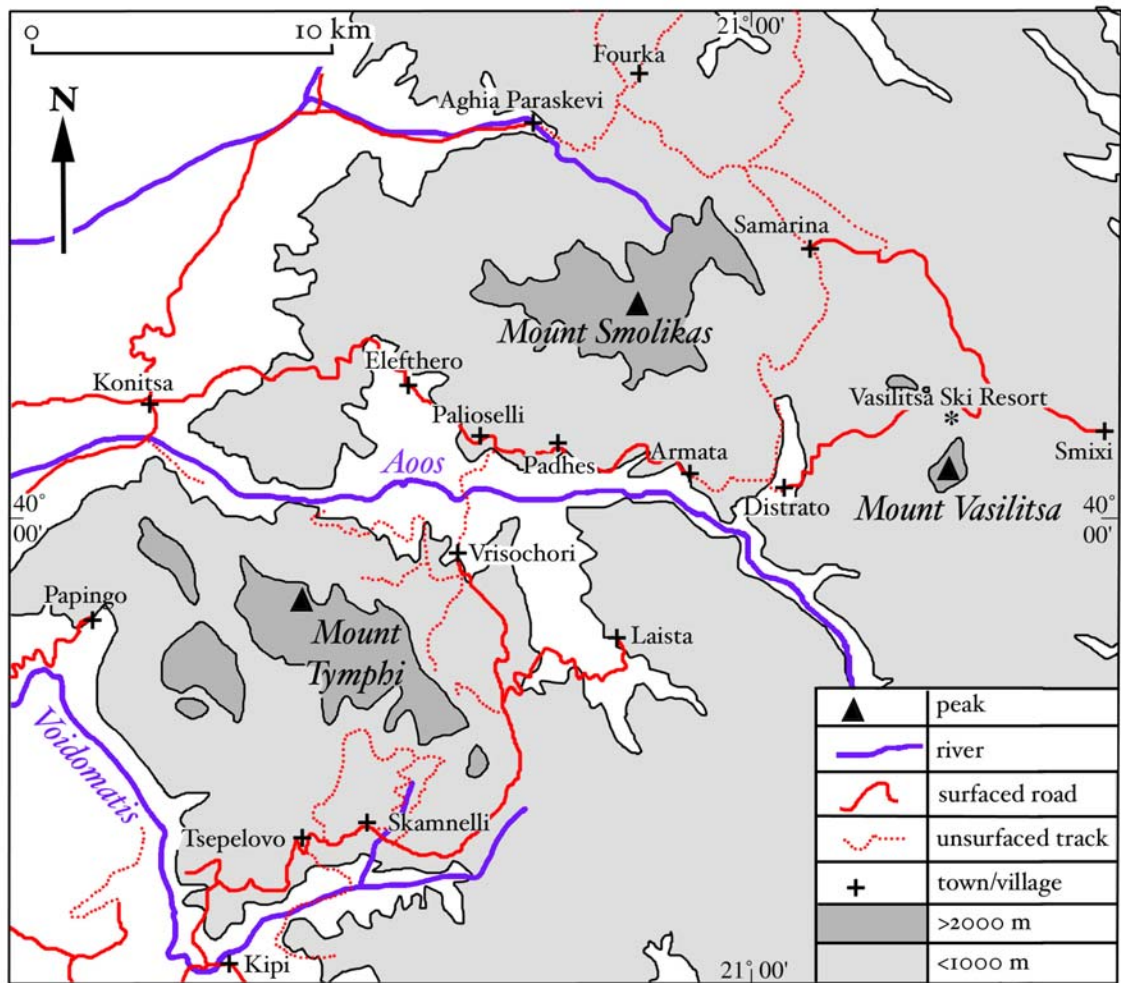 0
10 km
21° 00'
Fourka
N
Aghia Paraskevi
Samarina
Mount Smolikas
Elefthero
Konitsa
Vasilitsa Ski Resort
*
Palioselli
Smixi
Aoos
Padhes
Armata
Distrato
Mount Vasilitsa
40°
00'
40°
00'
Vrisochori
Papingo
Mount
Tymphi
Laista
Voidomatis
peak
river
surfaced road
Skamnelli
Tsepelovo
unsurfaced track
town/village
>2000 m
Kipi
21° 00'
<1000 m